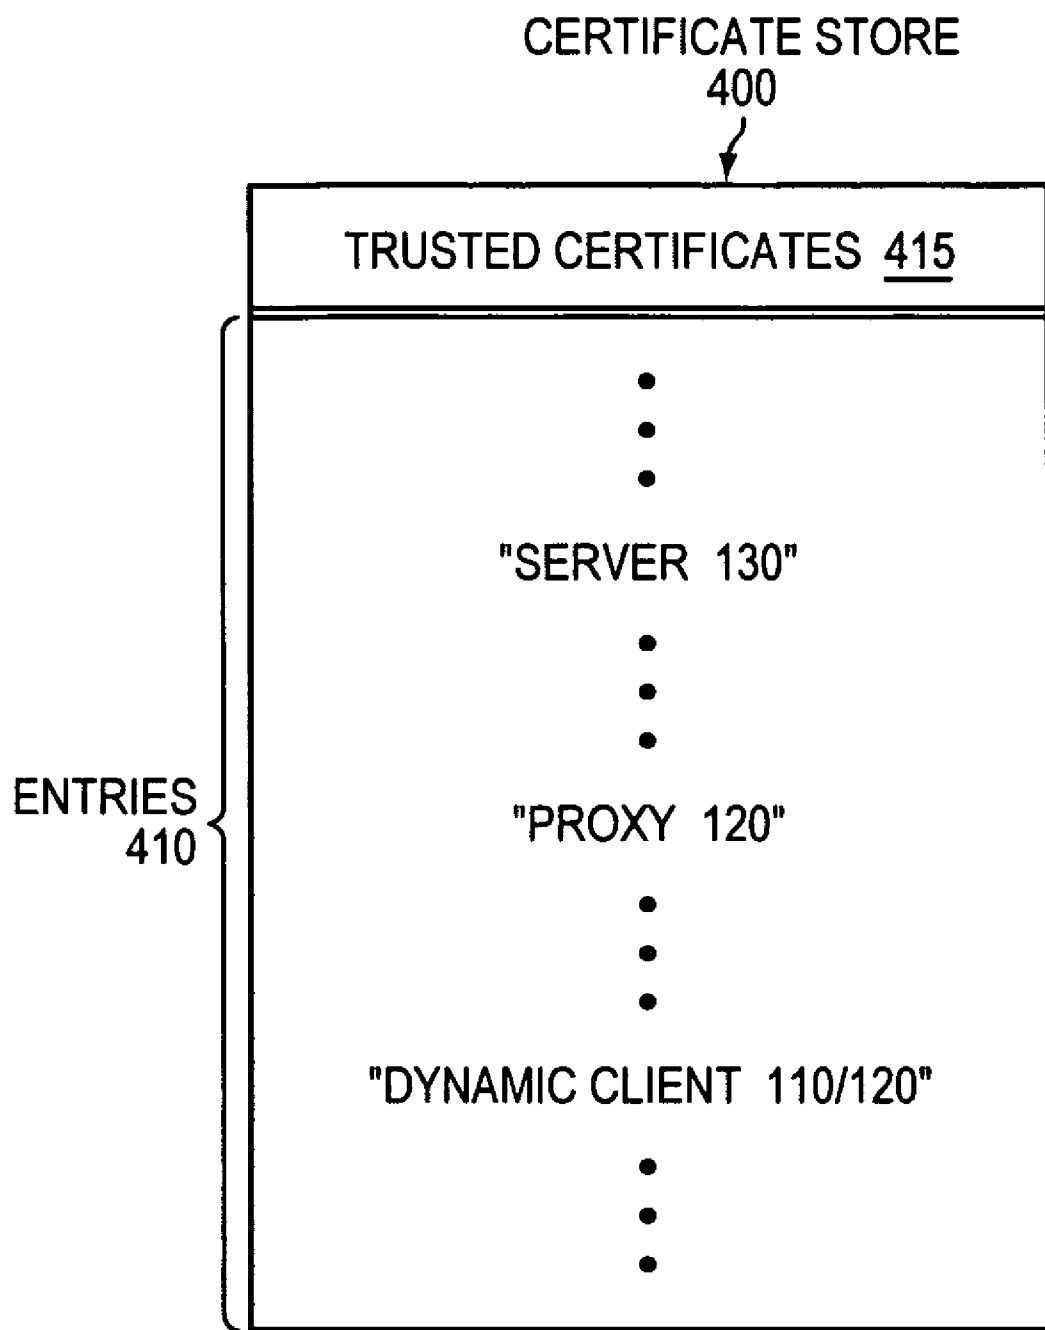 CERTIFICATE STORE
400
TRUSTED CERTIFICATES 415
"SERVER 130"
ENTRIES
410
"PROXY 120"
"DYNAMIC CLIENT 110/120"